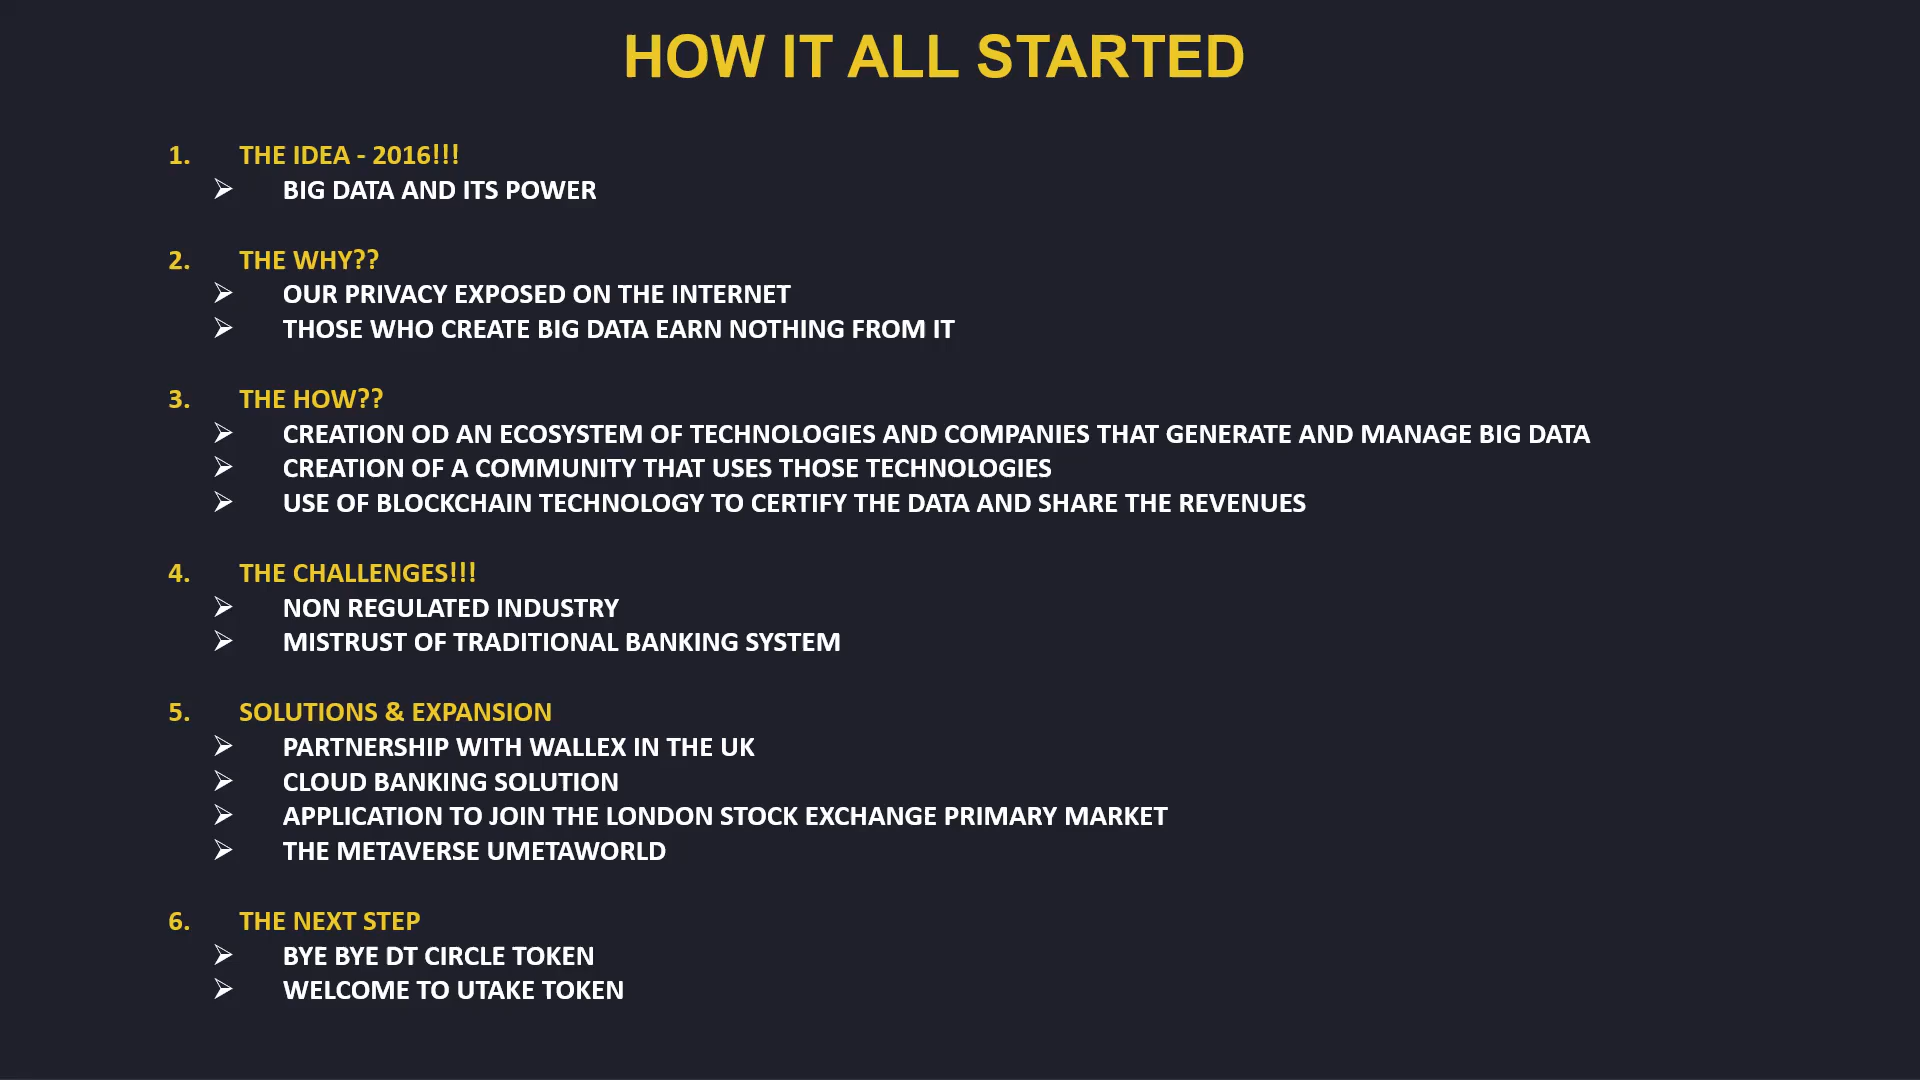 HOW IT ALL STARTED
1. THE IDEA - 2016!!!
➢ BIG DATA AND ITS POWER
2. THE WHY??
➢ OUR PRIVACY EXPOSED ON THE INTERNET
➢ THOSE WHO CREATE BIG DATA EARN NOTHING FROM IT
3. THE HOW??
➢ CREATION OD AN ECOSYSTEM OF TECHNOLOGIES AND COMPANIES THAT GENERATE AND MANAGE BIG DATA
➢ CREATION OF A COMMUNITY THAT USES THOSE TECHNOLOGIES
➢ USE OF BLOCKCHAIN TECHNOLOGY TO CERTIFY THE DATA AND SHARE THE REVENUES
4. THE CHALLENGES!!!
➢ NON REGULATED INDUSTRY
➢ MISTRUST OF TRADITIONAL BANKING SYSTEM
5. SOLUTIONS & EXPANSION
➢ PARTNERSHIP WITH WALLEX IN THE UK
➢ CLOUD BANKING SOLUTION
➢ APPLICATION TO JOIN THE LONDON STOCK EXCHANGE PRIMARY MARKET
➢ THE METAVERSE UMETAWORLD
6. THE NEXT STEP
➢ BYE BYE DT CIRCLE TOKEN
➢ WELCOME TO UTAKE TOKEN